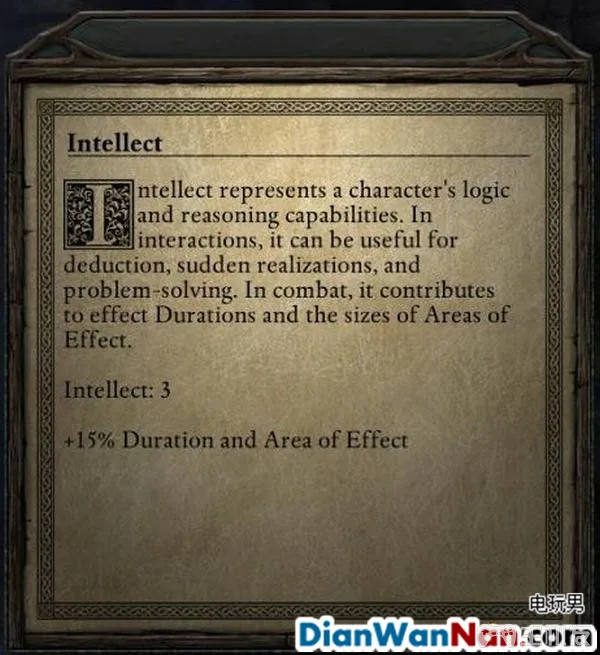 Intellect
Intellect represents a character's logic
and reasoning capabilities. In
interactions, it can be useful for
deduction, sudden realizations, and
problem-solving. In combat, it contributes
to effect Durations and the sizes of Areas of
Effect.
Intellect: 3
+15% Duration and Area of Effect
电玩男
DianWanNan.com